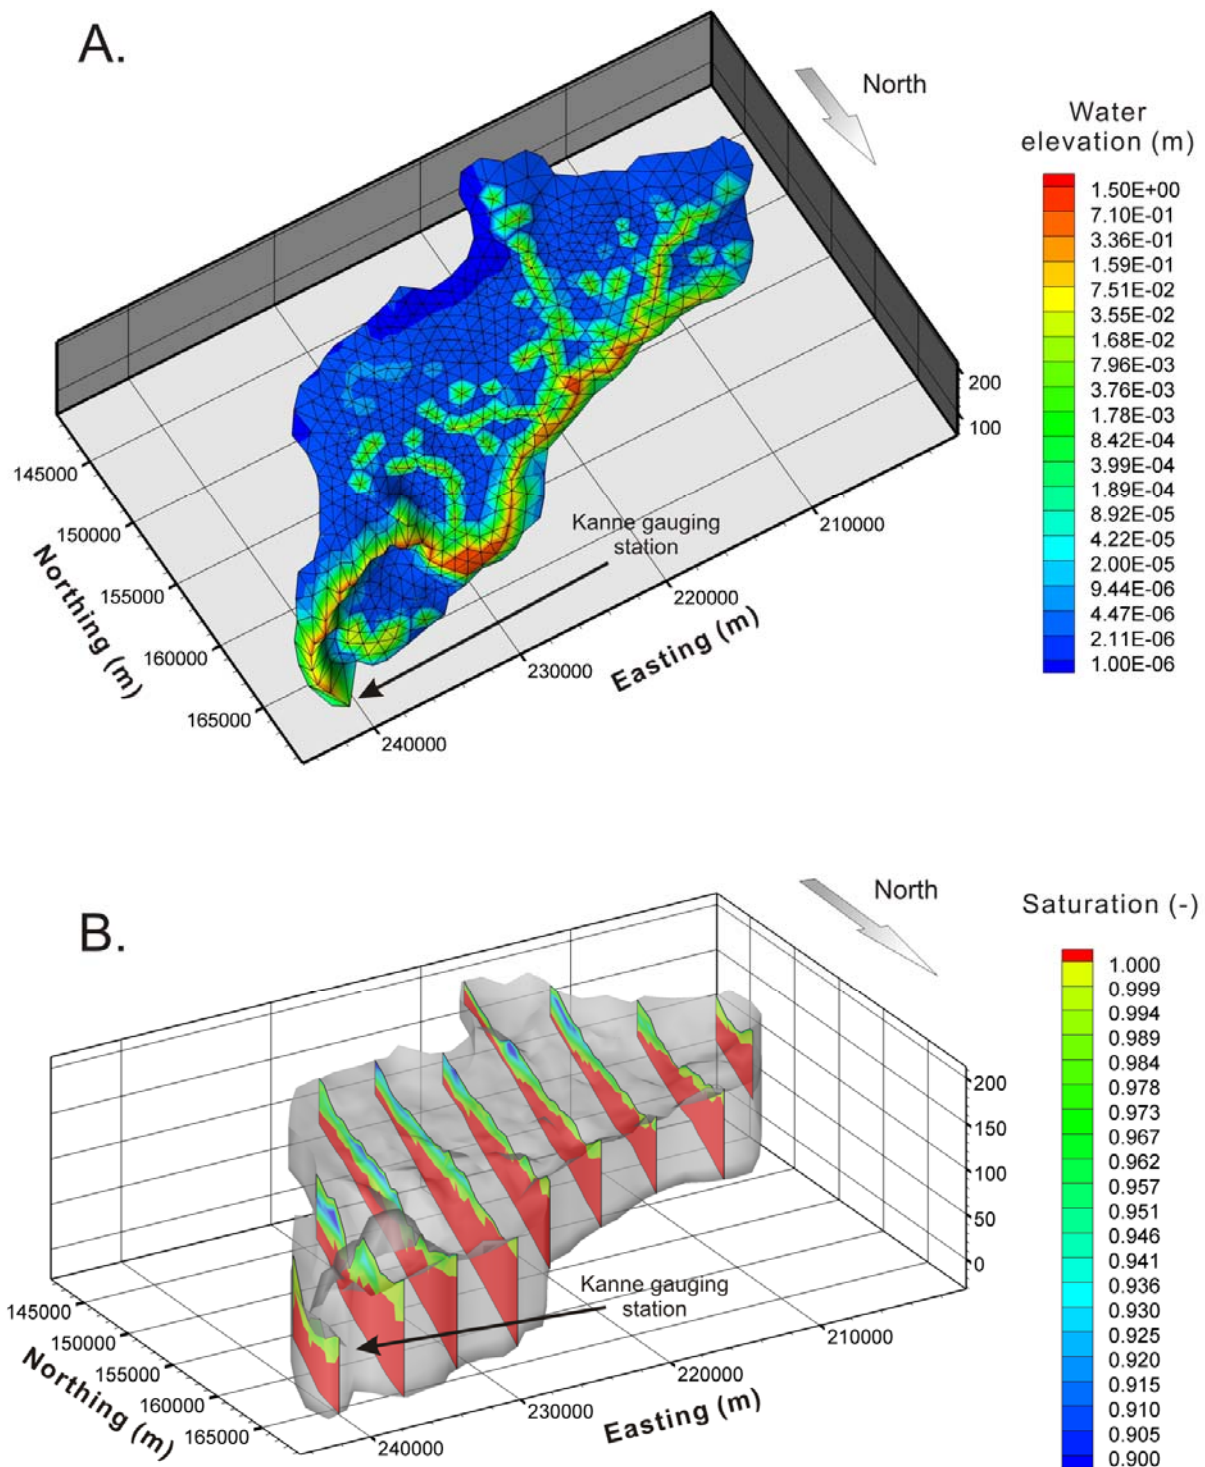 A.
North
Water
elevation (m)
1.50E+00
7.10E-01
3.36E-01
1.59E-01
7.51E-02
3.55E-02
1.68E-02
7.96E-03
3.76E-03
1.78E-03
8.42E-04
3.99E-04
1.89E-04
8.92E-05
4.22E-05
2.00E-05
9.44E-06
4.47E-06
2.11E-06
1.00E-06
200
100
145000
150000
155000
160000
165000
Northing (m)
Kanne gauging
station
210000
220000
230000
240000
Easting (m)
B.
North
Saturation (-)
1.000
0.999
0.994
0.989
0.984
0.978
0.973
0.967
0.962
0.957
0.951
0.946
0.941
0.936
0.930
0.925
0.920
0.915
0.910
0.905
0.900
200
150
100
50
0
145000
150000
155000
160000
165000
Northing (m)
Kanne gauging
station
210000
220000
230000
240000
Easting (m)